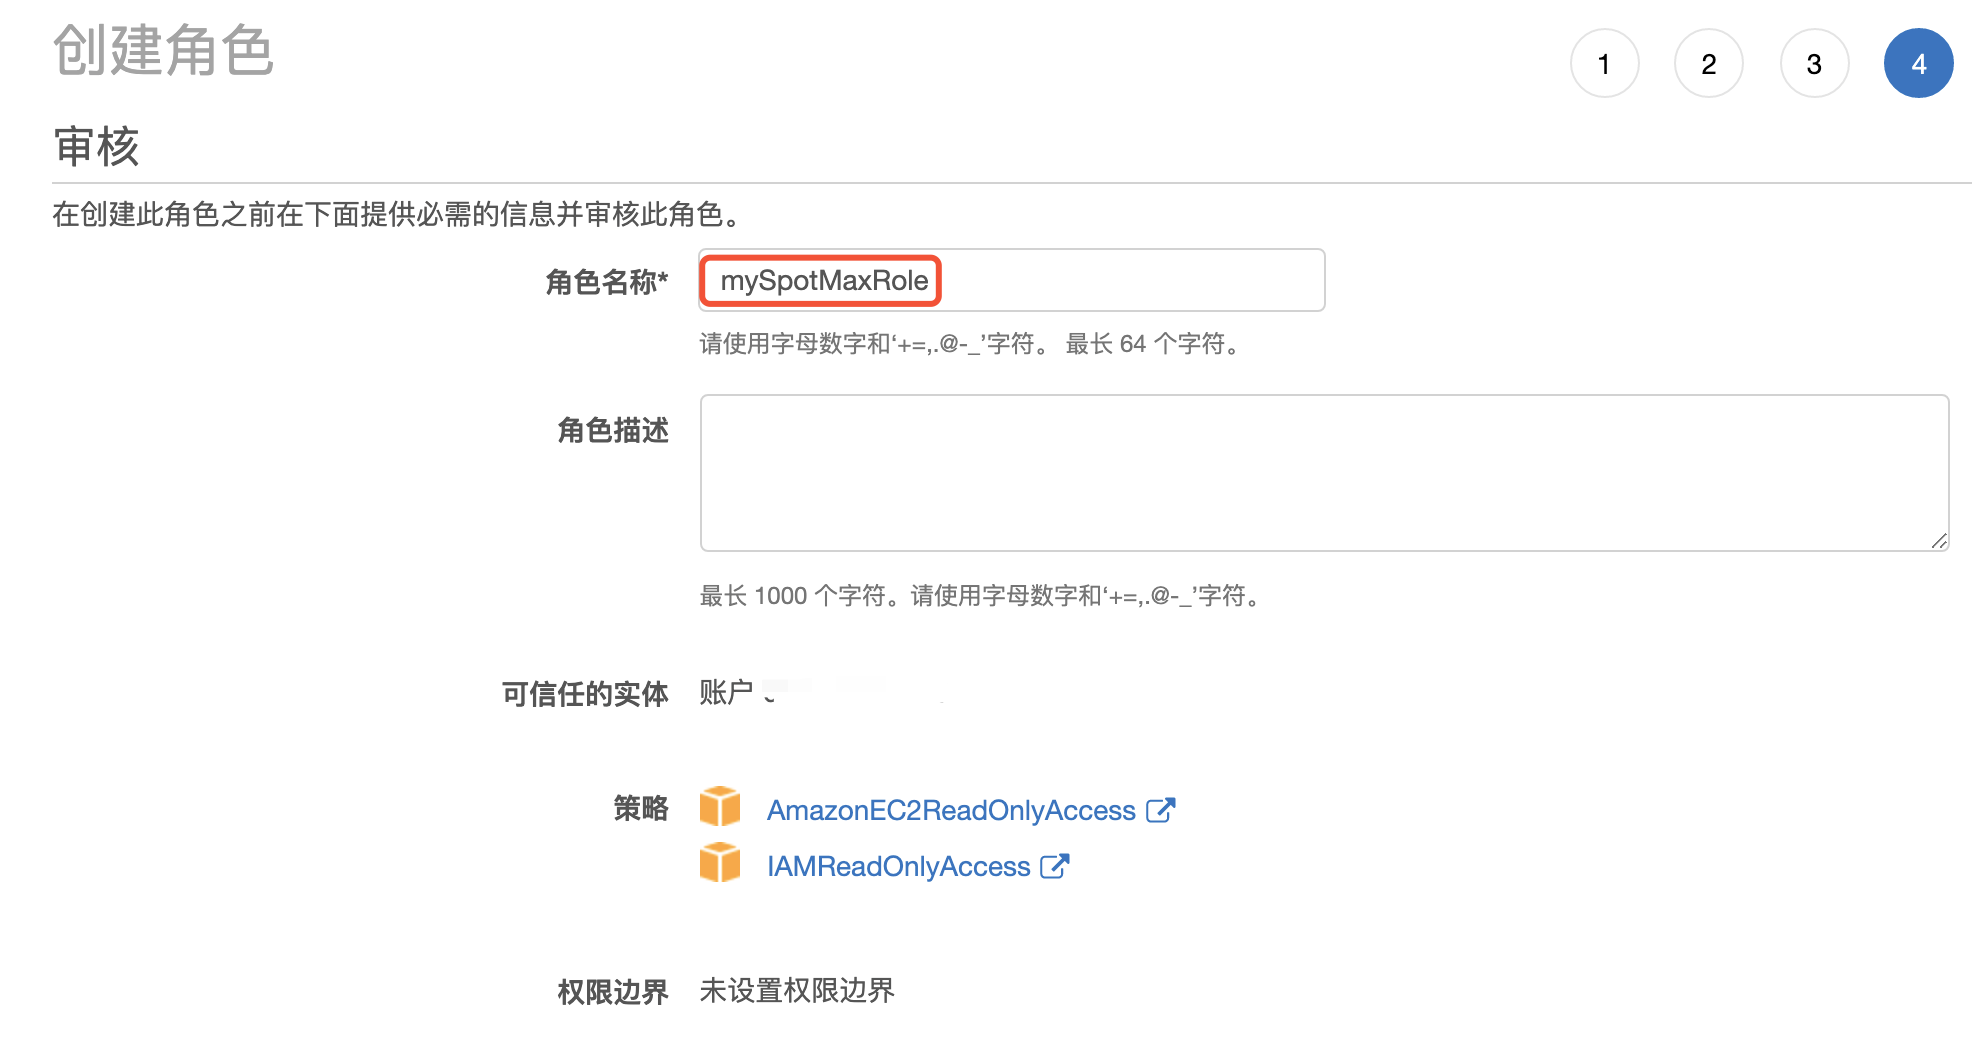 创建角色
1 2 3 4
审核
在创建此角色之前在下面提供必需的信息并审核此角色。
角色名称* mySpotMaxRole
请使用字母数字和‘+=,.@-_’字符。 最长 64 个字符。
角色描述
最长 1000 个字符。请使用字母数字和‘+=,.@-_’字符。
可信任的实体 账户
策略 AmazonEC2ReadOnlyAccess
IAMReadOnlyAccess
权限边界 未设置权限边界